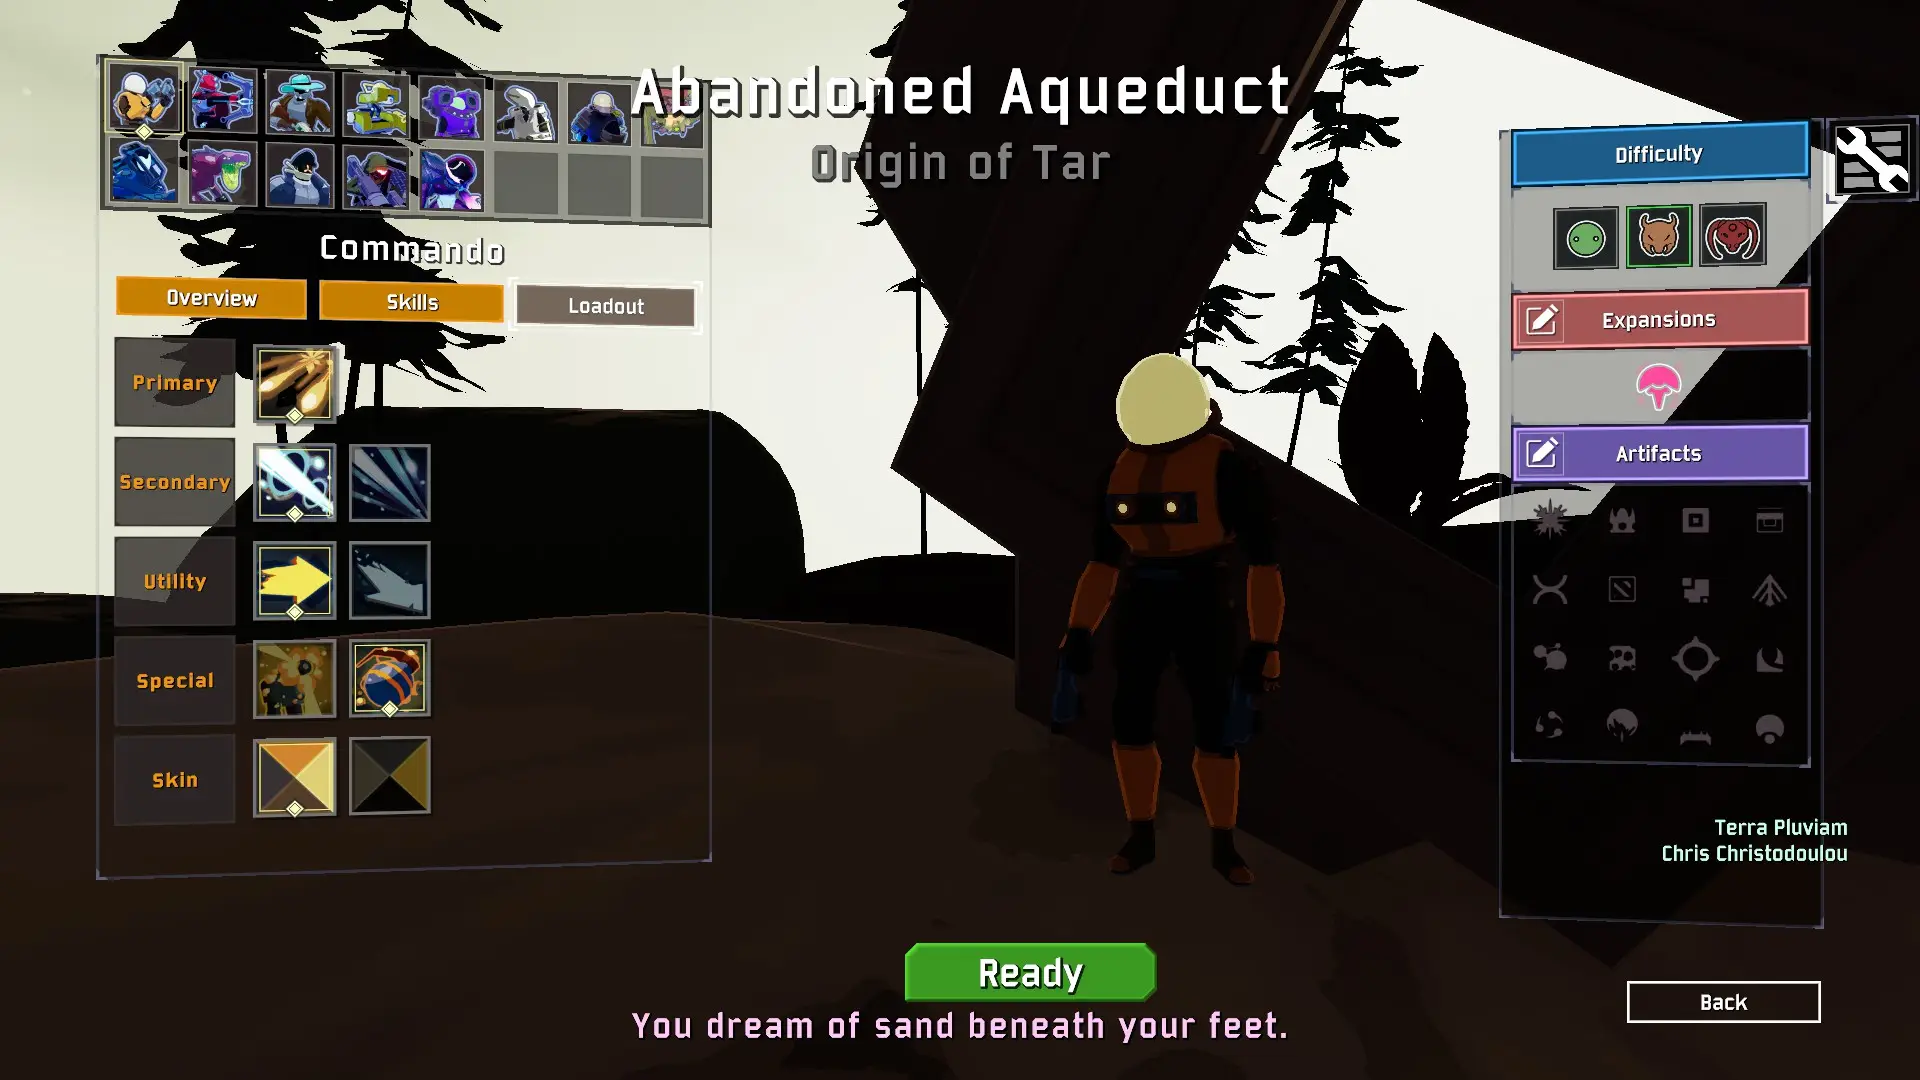 Abandoned Aqueduct
Origin of Tar
Commando
Overview
Skills
Loadout
Primary
Secondary
Utility
Special
Skin
Difficulty
Expansions
Artifacts
Terra Pluviam
Chris Christodoulou
Ready
You dream of sand beneath your feet.
Back